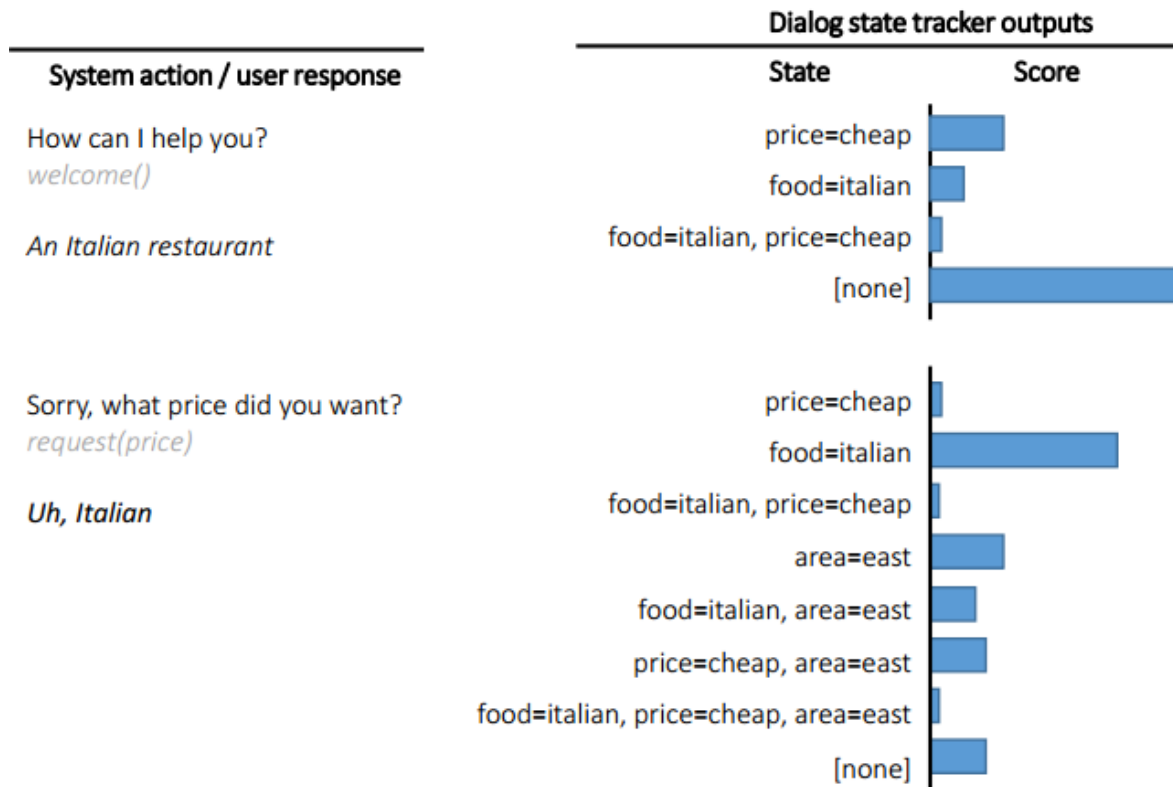 Dialog state tracker outputs
System action / user response
State
Score
How can I help you?
welcome()
An Italian restaurant
price=cheap
food=italian
food=italian, price=cheap
[none]
Sorry, what price did you want?
request(price)
Uh, Italian
price=cheap
food=italian
food=italian, price=cheap
area=east
food=italian, area=east
price=cheap, area=east
food=italian, price=cheap, area=east
[none]